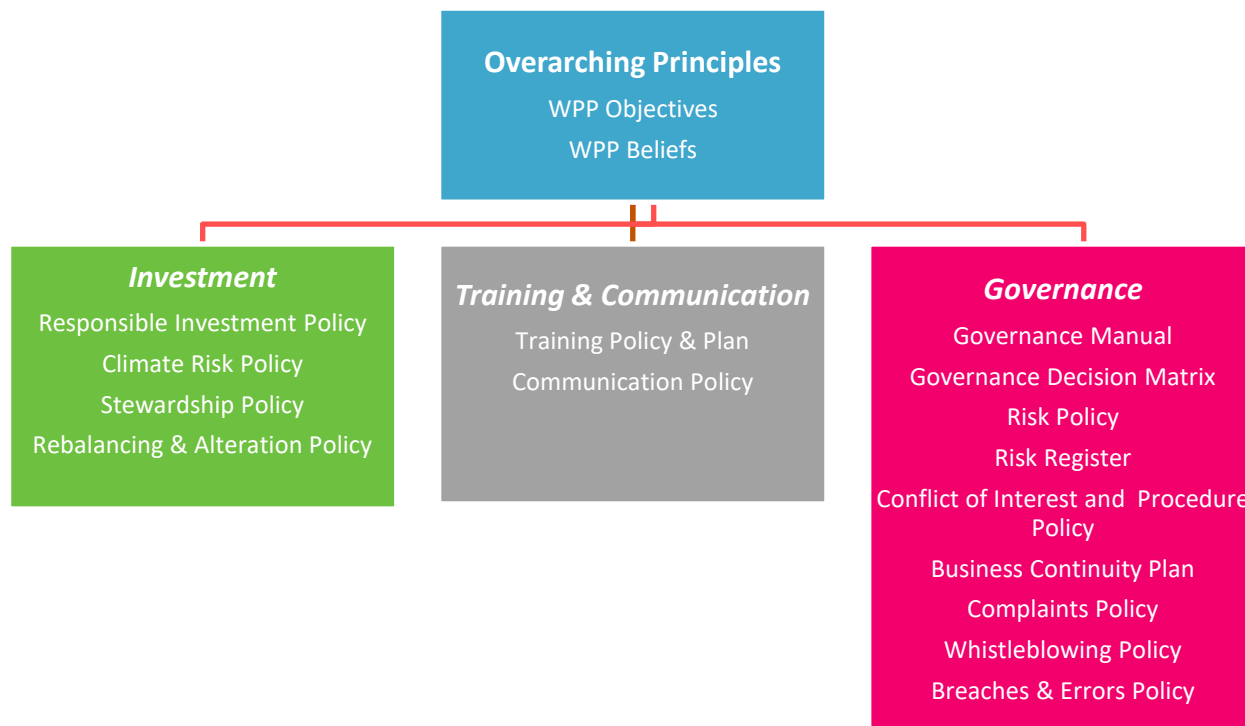 Overarching Principles
WPP Objectives
WPP Beliefs
Investment
Responsible Investment Policy
Climate Risk Policy
Stewardship Policy
Rebalancing & Alteration Policy
Training & Communication
Training Policy & Plan
Communication Policy
Governance
Governance Manual
Governance Decision Matrix
Risk Policy
Risk Register
Conflict of Interest and  Procedure
Policy
Business Continuity Plan
Complaints Policy
Whistleblowing Policy
Breaches & Errors Policy